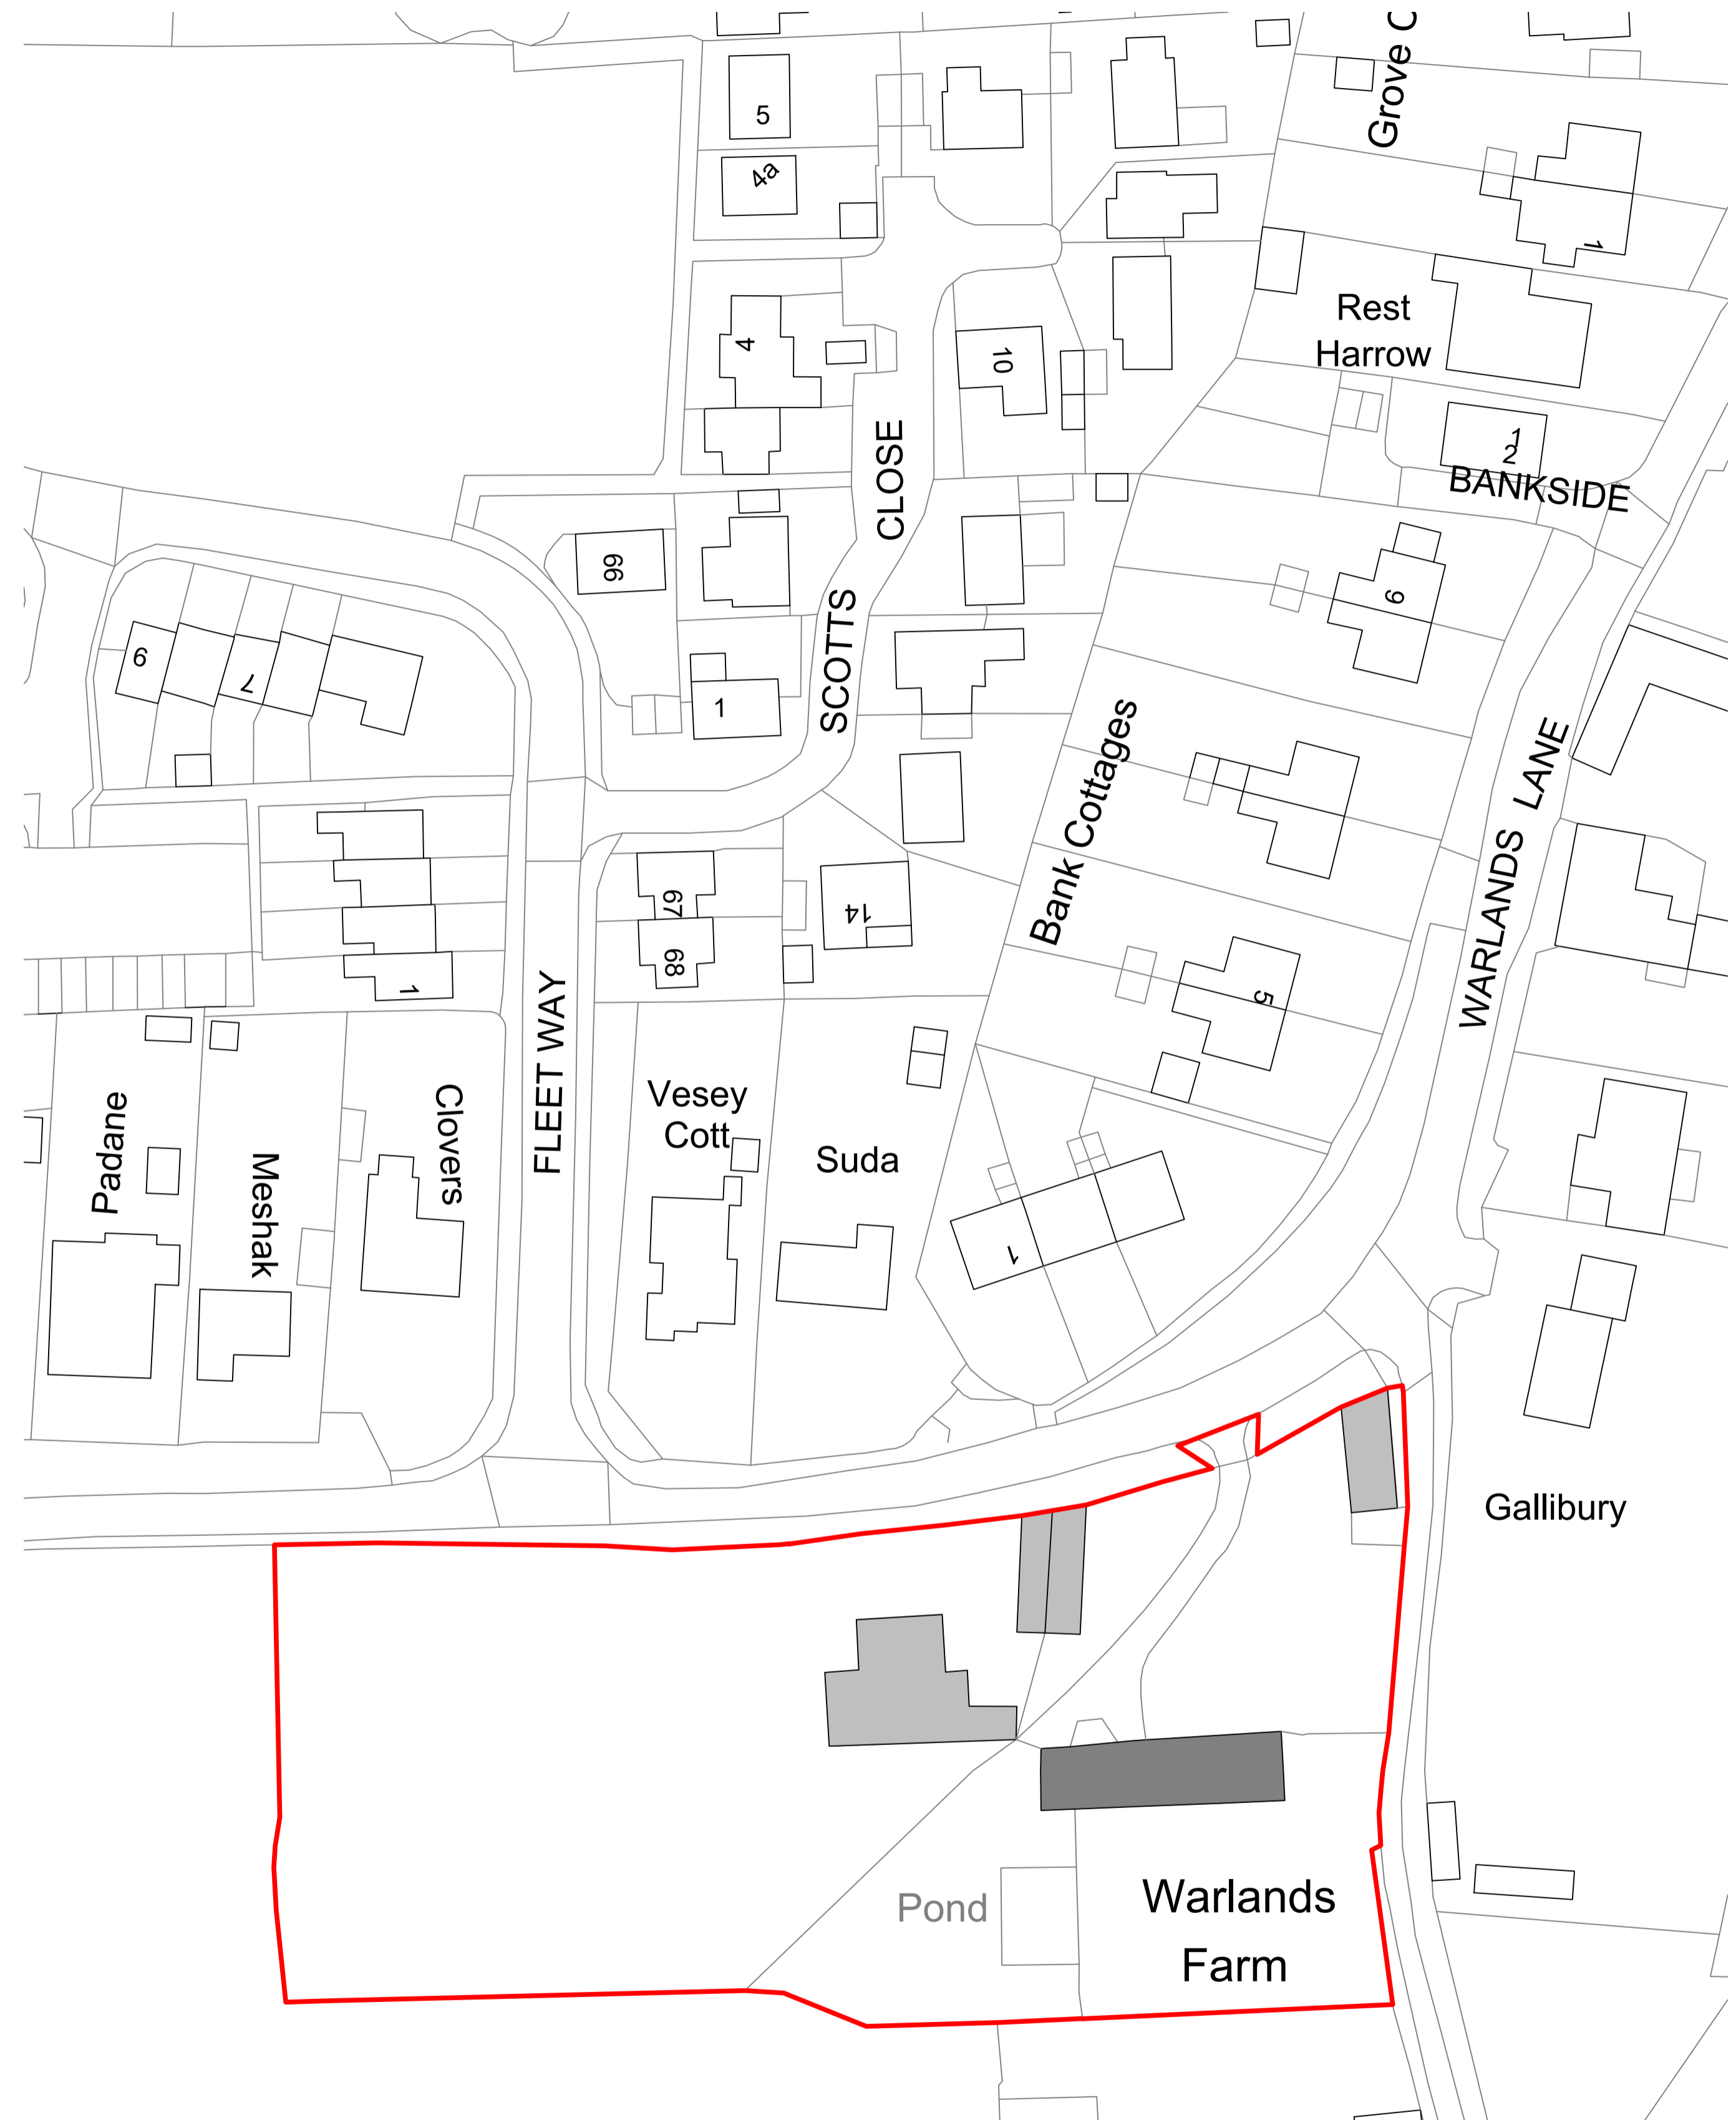 Grove C
5
4a
1
Rest
Harrow
4
10
CLOSE
1
2
BANKSIDE
66
9
6
7
SCOTTS
1
Bank Cottages
WARLANDS LANE
67
14
68
1
5
FLEET WAY
Padane
Meshak
Clovers
Vesey
Cott
Suda
1
Gallibury
Pond
Warlands
Farm